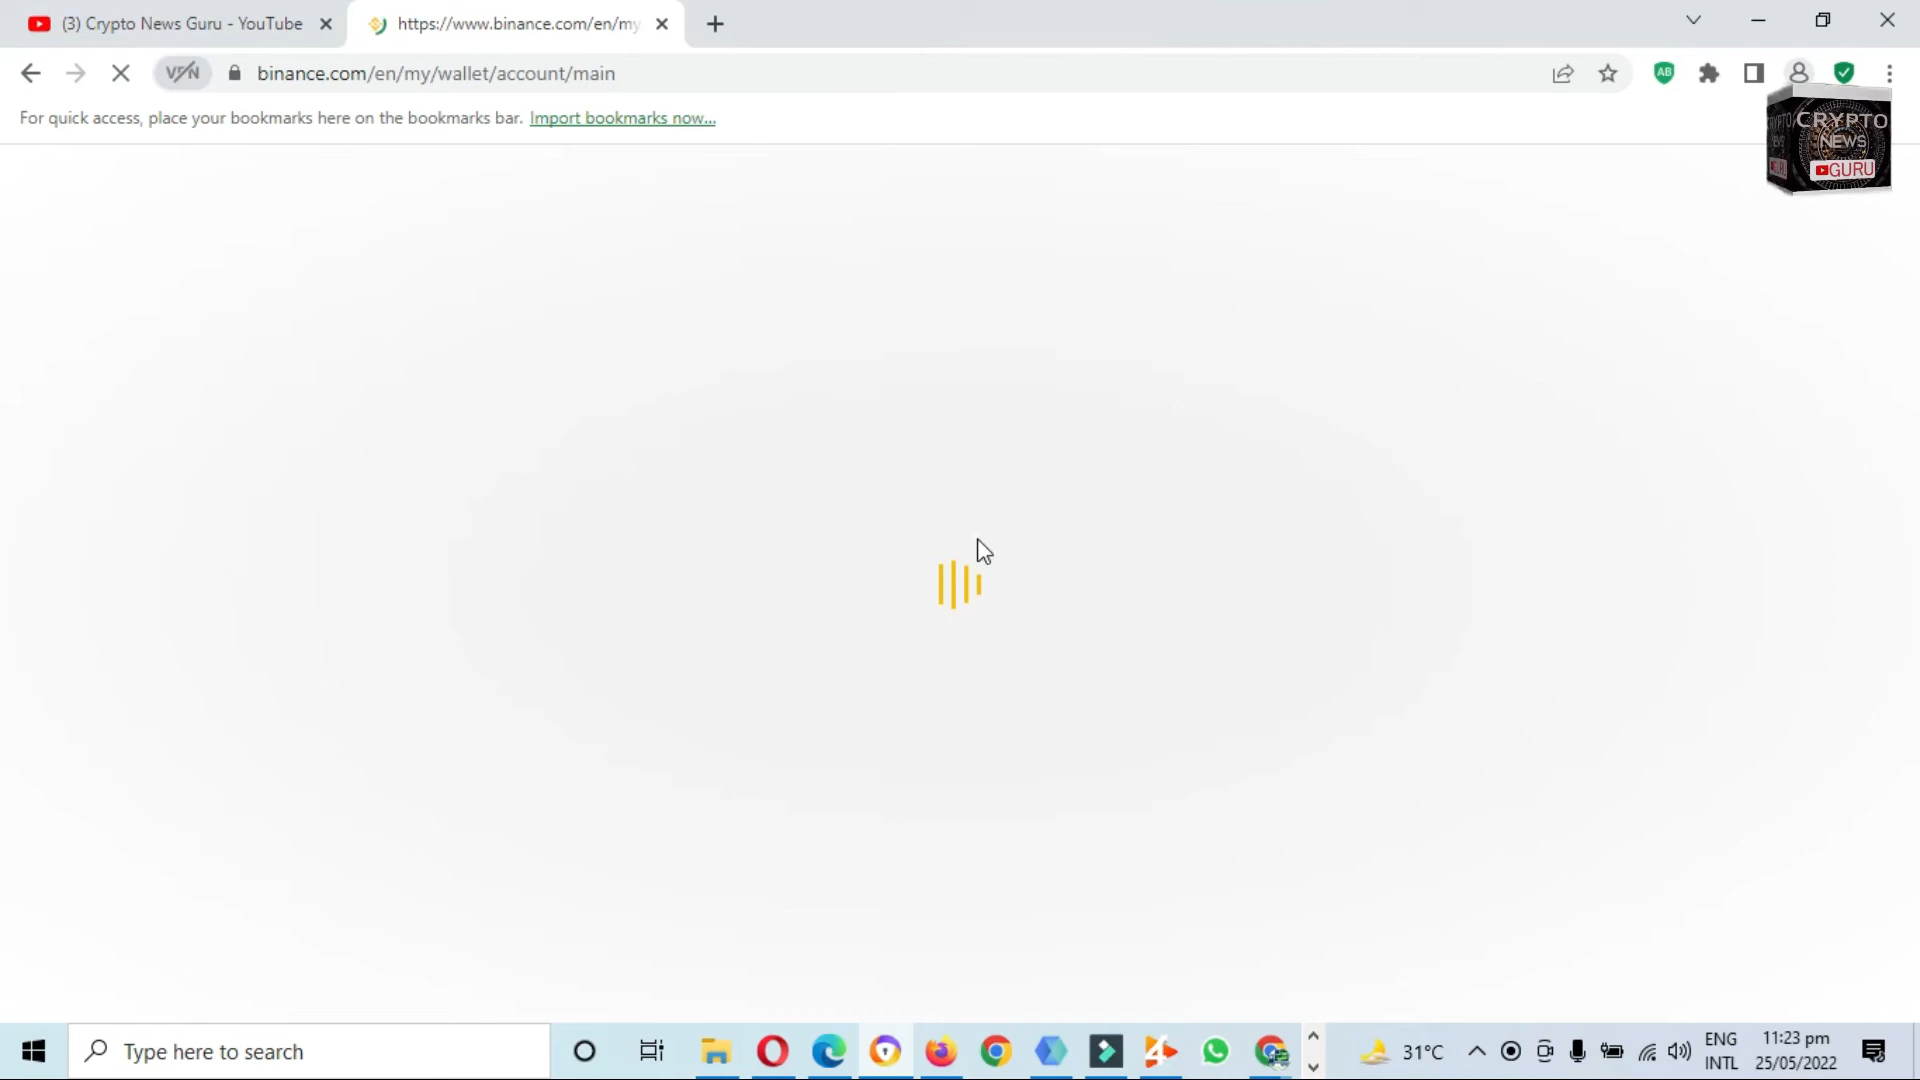 (3) Crypto News Guru - YouTube
https://www.binance.com/en/my
VPN
binance.com/en/my/wallet/account/main
AB
For quick access, place your bookmarks here on the bookmarks bar. Import bookmarks now...
CRYPTO
NEWS
GURU
Type here to search
31°C
ENG
INTL
11:23 pm
25/05/2022